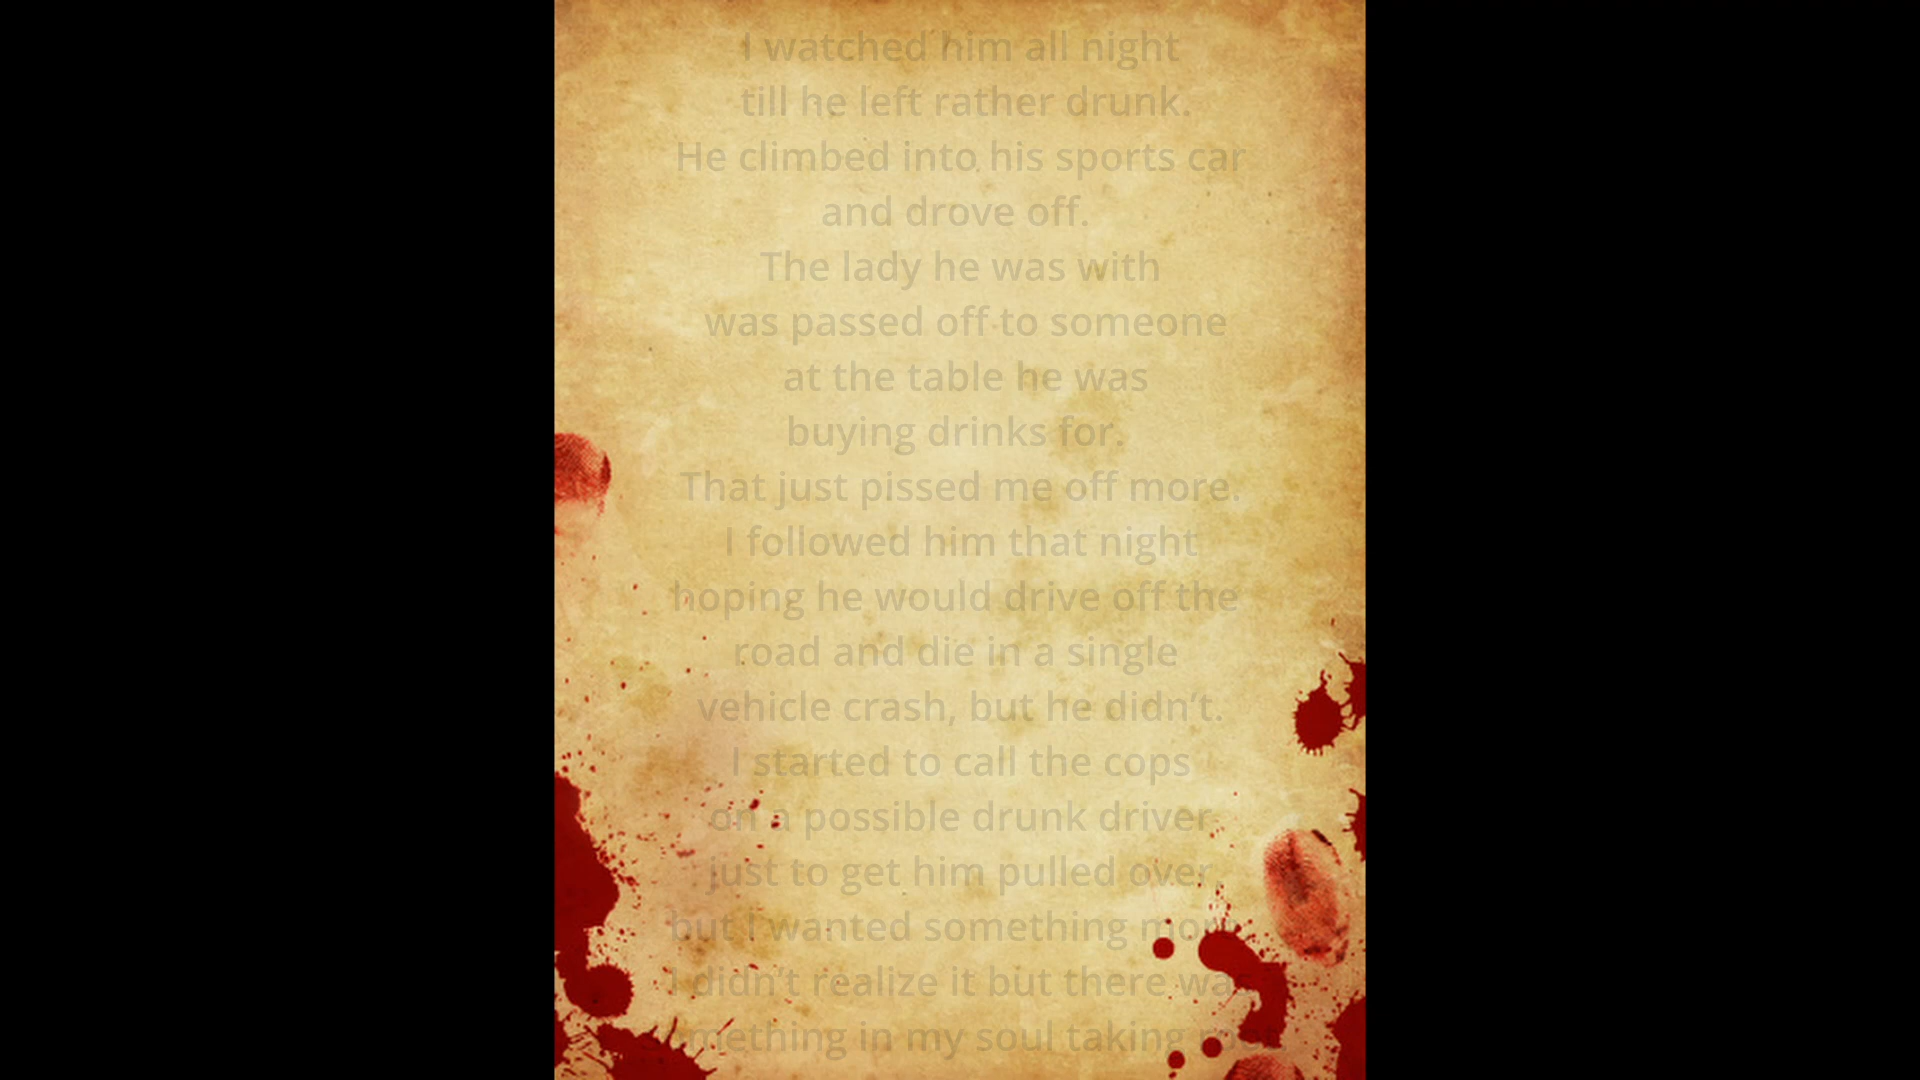 I watched him all night
till he left rather drunk.
He climbed into his sports car
and drove off.
The lady he was with
was passed off to someone
at the table he was
buying drinks for.
That just pissed me off more.
I followed him that night
hoping he would drive off the
road and die in a single
vehicle crash, but he didn’t.
I started to call the cops
on a possible drunk driver
just to get him pulled over
but I wanted something more
I didn’t realize it but there was
something in my soul taking root